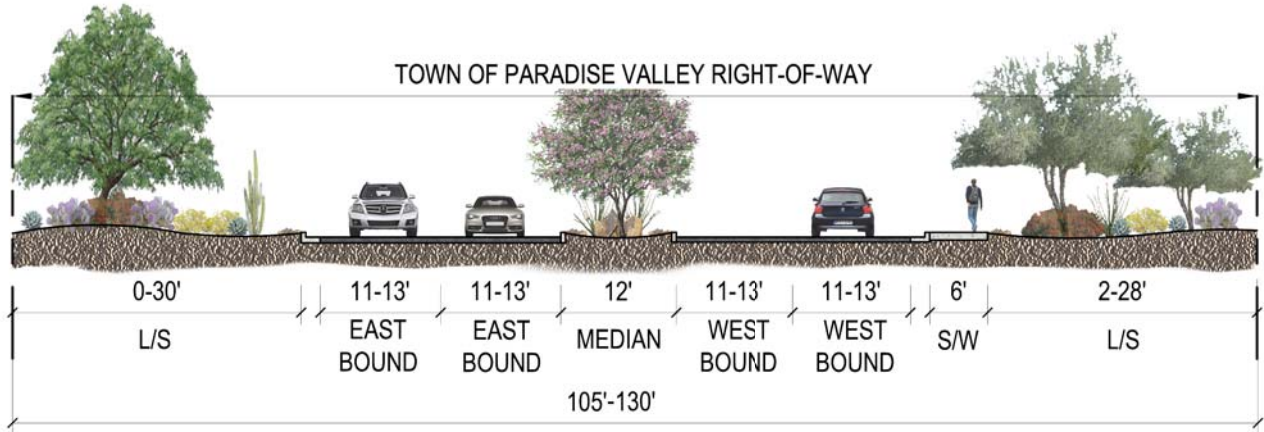 TOWN OF PARADISE VALLEY RIGHT-OF-WAY
0-30' 11-13' 11-13' 12' 11-13' 11-13' 6' 2-28'
L/S EAST BOUND EAST BOUND MEDIAN WEST BOUND WEST BOUND S/W L/S
105'-130'